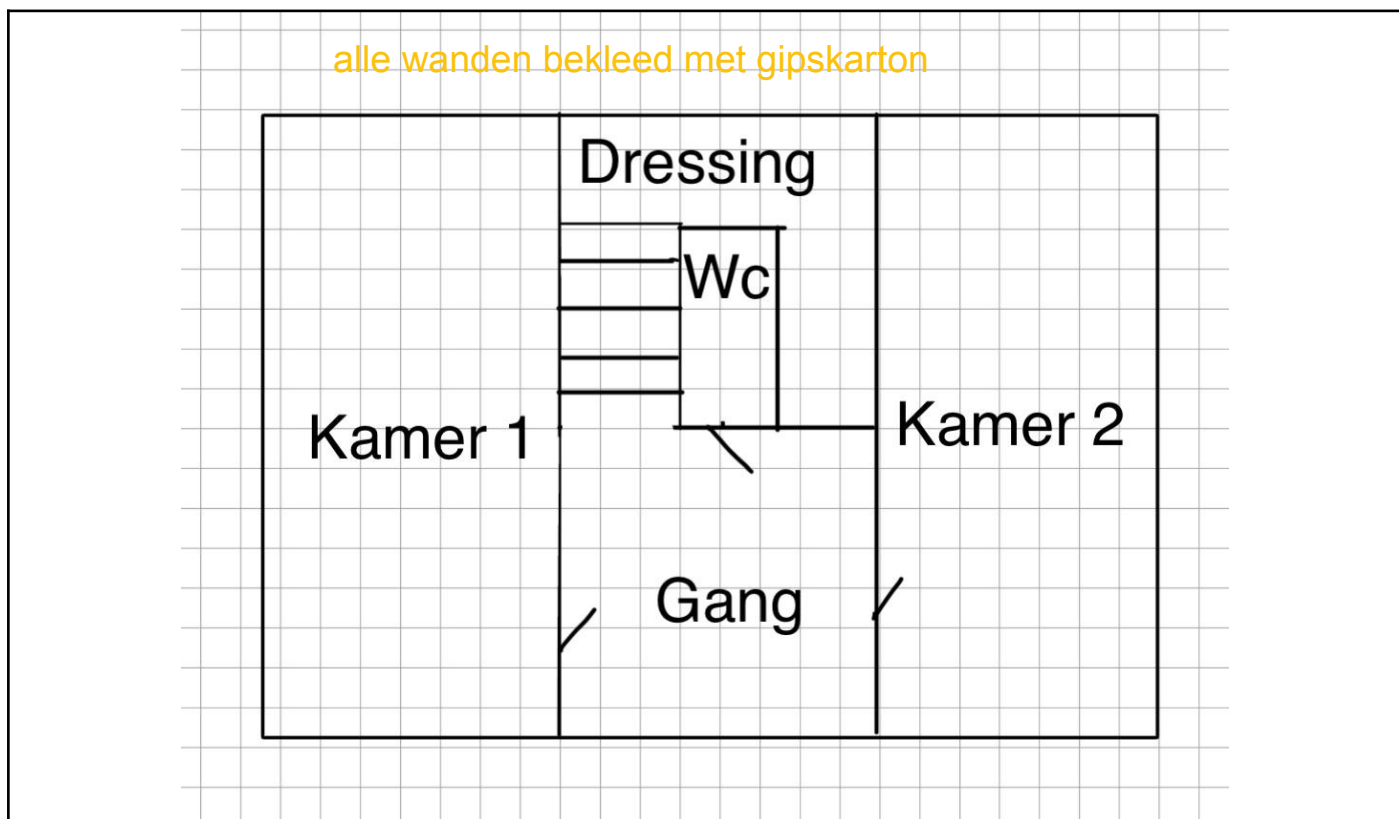 alle wanden bekleed met gipskarton
Dressing
Wc
Kamer 1
Kamer 2
Gang